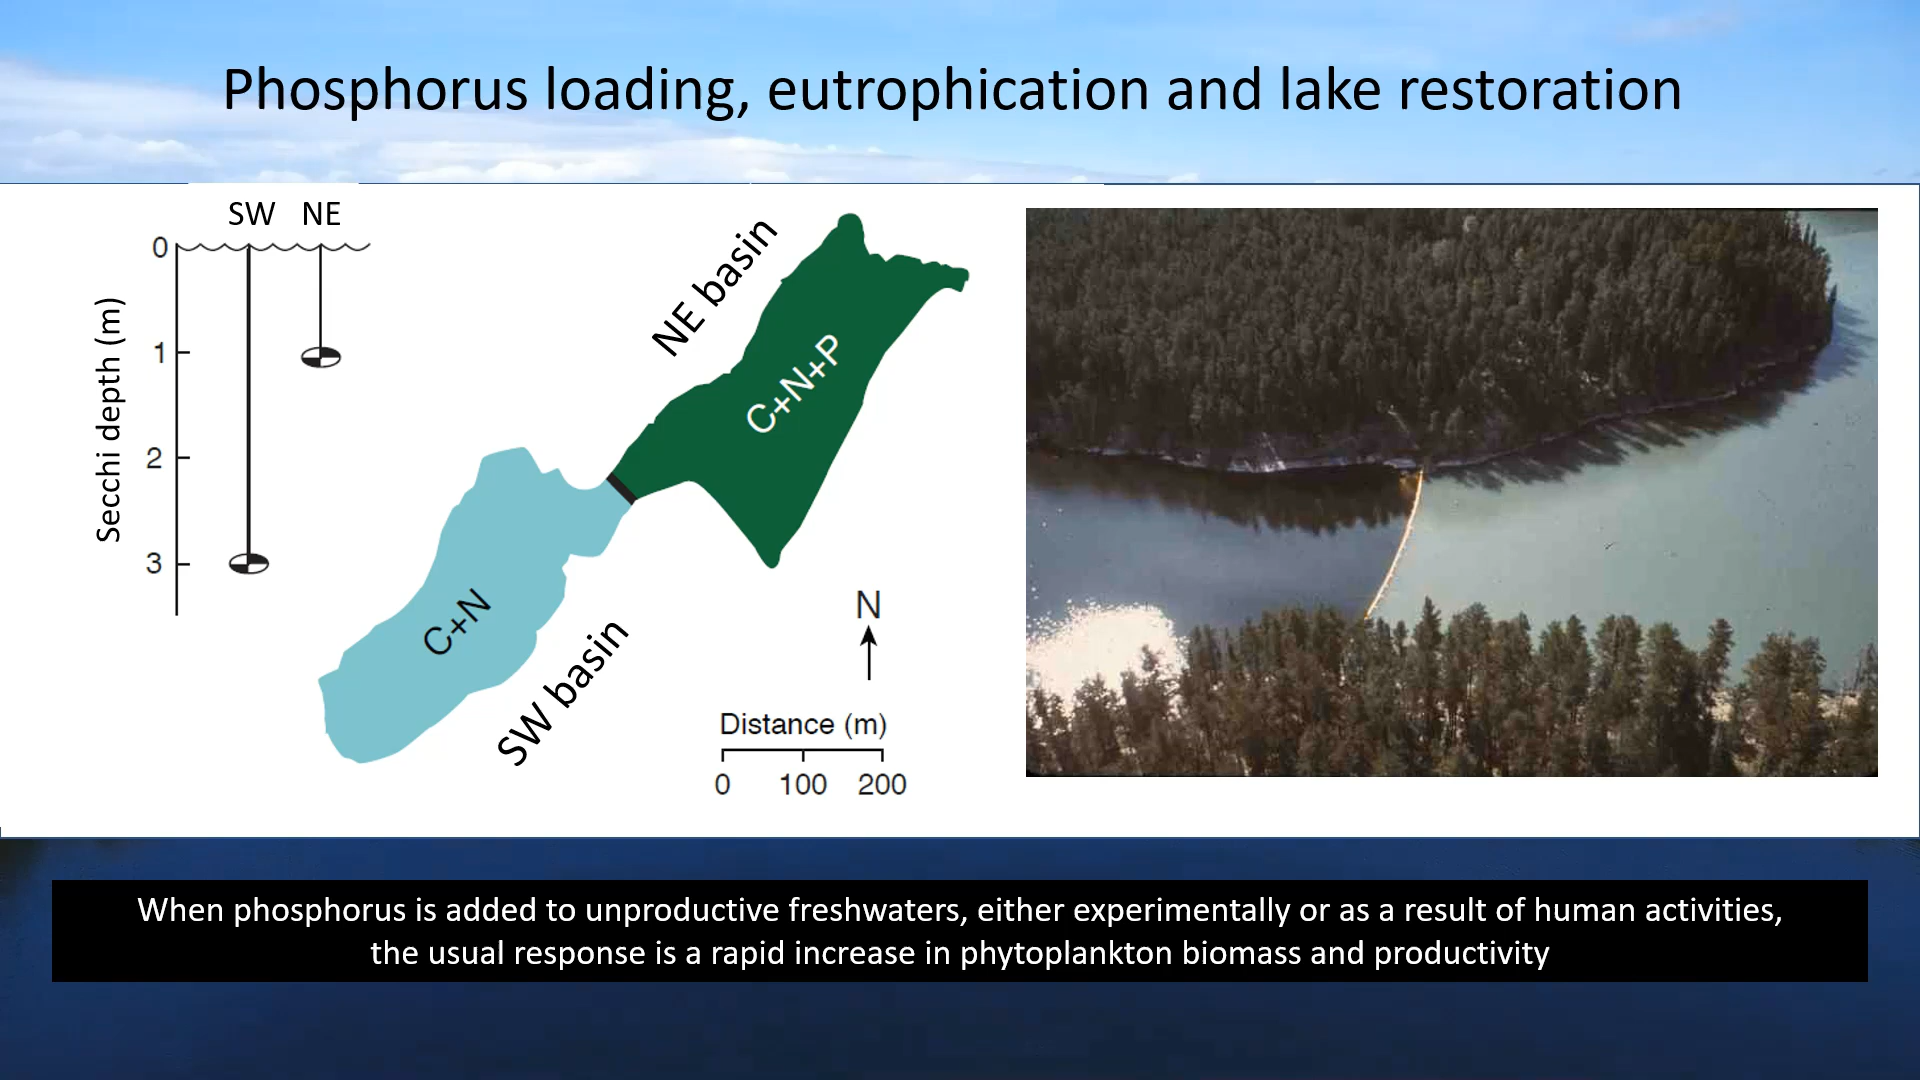 Phosphorus loading, eutrophication and lake restoration
SW NE
0
1
2
3
Secchi depth (m)
NE basin
C+N+P
C+N
SW basin
N
Distance (m)
0 100 200
When phosphorus is added to unproductive freshwaters, either experimentally or as a result of human activities,
the usual response is a rapid increase in phytoplankton biomass and productivity